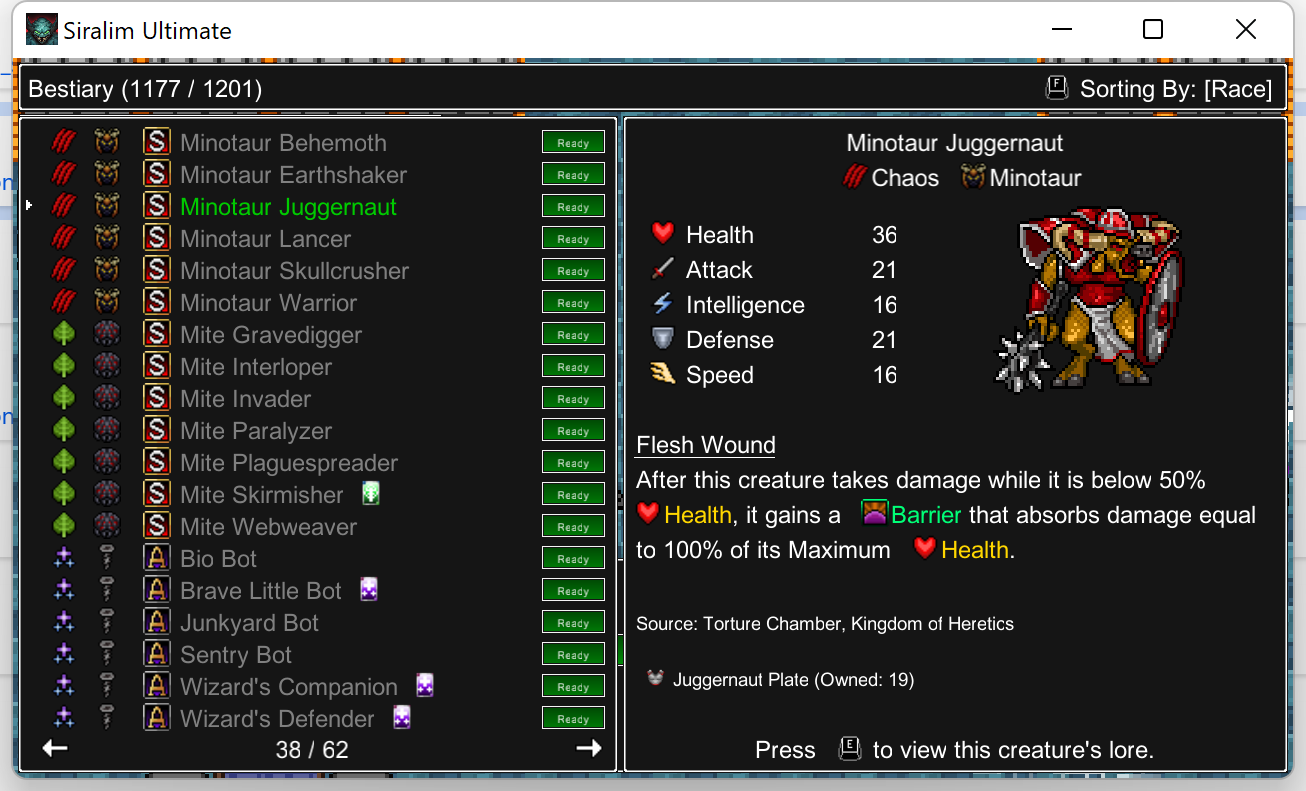 Siralim Ultimate
Bestiary (1177 / 1201)
F Sorting By: [Race]
S Minotaur Behemoth Ready
S Minotaur Earthshaker Ready
S Minotaur Juggernaut Ready
S Minotaur Lancer Ready
S Minotaur Skullcrusher Ready
S Minotaur Warrior Ready
S Mite Gravedigger Ready
S Mite Interloper Ready
S Mite Invader Ready
S Mite Paralyzer Ready
S Mite Plaguespreader Ready
S Mite Skirmisher Ready
S Mite Webweaver Ready
A Bio Bot Ready
A Brave Little Bot Ready
A Junkyard Bot Ready
A Sentry Bot Ready
A Wizard's Companion Ready
A Wizard's Defender Ready
38 / 62
Minotaur Juggernaut
Chaos Minotaur
Health 36
Attack 21
Intelligence 16
Defense 21
Speed 16
Flesh Wound
After this creature takes damage while it is below 50%
Health, it gains a Barrier that absorbs damage equal
to 100% of its Maximum Health.
Source: Torture Chamber, Kingdom of Heretics
Juggernaut Plate (Owned: 19)
Press E to view this creature's lore.